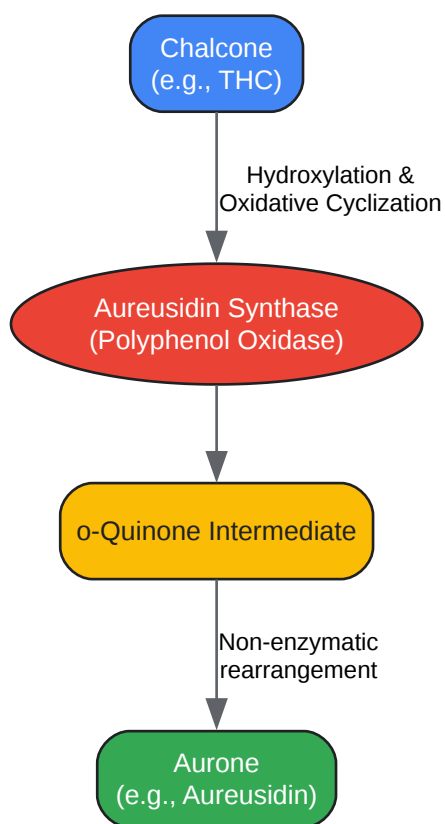 Chalcone
(e.g., THC)
Hydroxylation &
Oxidative Cyclization
Aureusidin Synthase
(Polyphenol Oxidase)
o-Quinone Intermediate
Non-enzymatic
rearrangement
Aurone
(e.g., Aureusidin)